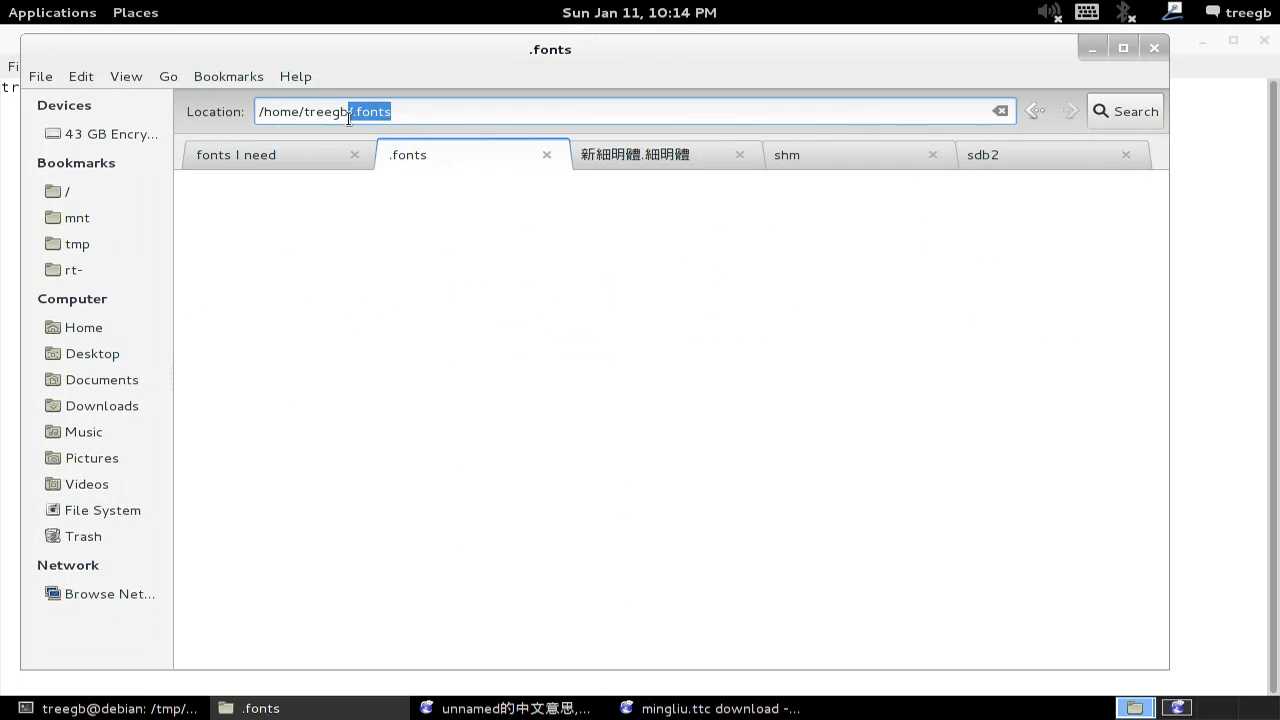 Applications Places Sun Jan 11, 10:14 PM treegb
.fonts
Fi
File Edit View Go Bookmarks Help
tr
Devices
Location: /home/treegb/.fonts Search
43 GB Encry...
fonts I need .fonts 新細明體.細明體 shm sdb2
Bookmarks
/
mnt
tmp
rt-
Computer
Home
Desktop
Documents
Downloads
Music
Pictures
Videos
File System
Trash
Network
Browse Net...
treegb@debian: /tmp/... .fonts unnamed的中文意思,... mingliu.ttc download -...